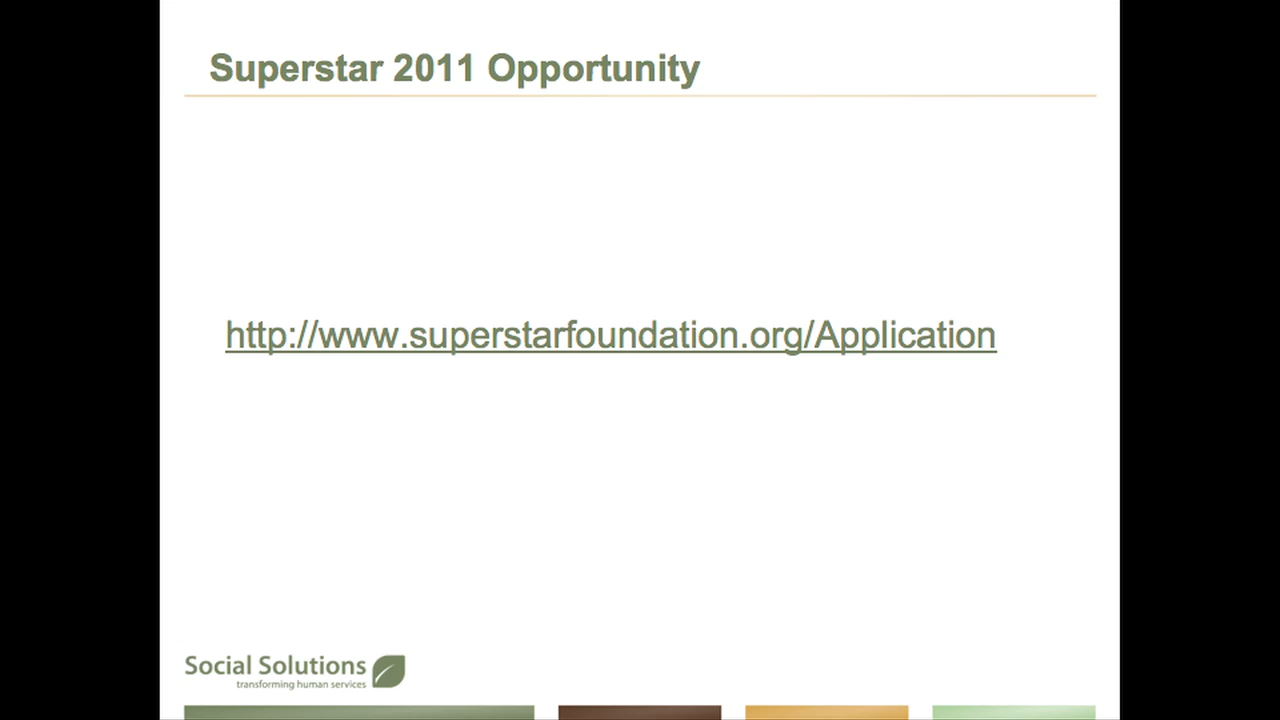 Superstar 2011 Opportunity
http://www.superstarfoundation.org/Application
Social Solutions
transforming human services